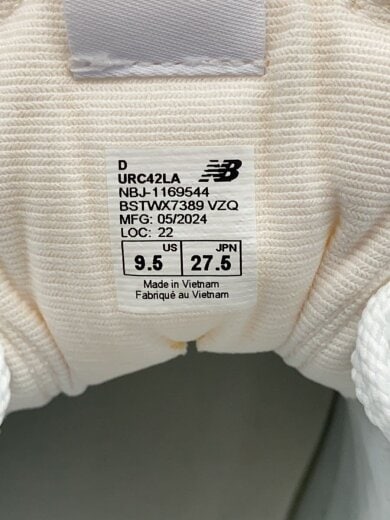 D
URC42LA NB
NBJ-1169544
BSTWX7389 VZQ
MFG: 05/2024
LOC: 22
US JPN
9.5 27.5
Made in Vietnam
Fabriqué au Vietnam